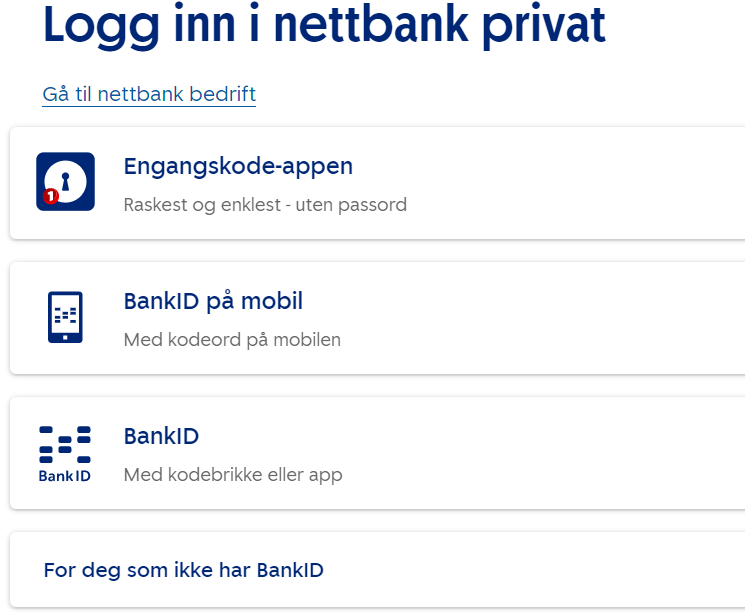 Logg inn i nettbank privat
Gå til nettbank bedrift
Engangskode-appen
1
Raskest og enklest - uten passord
BankID på mobil
Med kodeord på mobilen
BankID
BankID
Med kodebrikke eller app
For deg som ikke har BankID